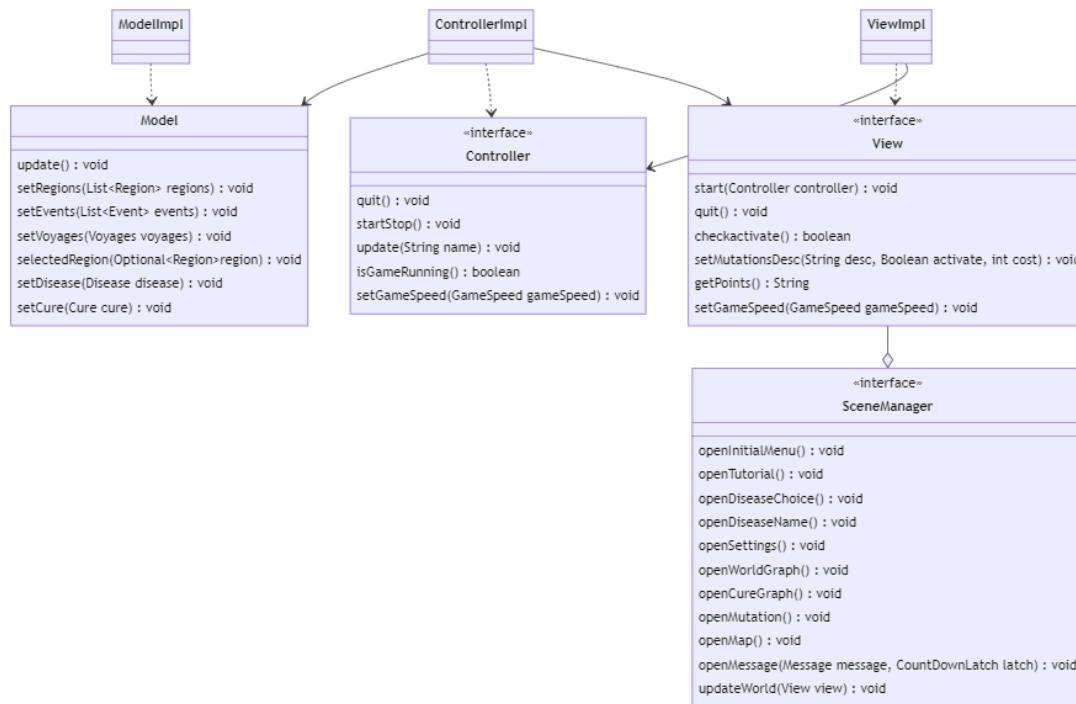 ModelImpl
ControllerImpl
ViewImpl
Model
update() : void
setRegions(List<Region> regions) : void
setEvents(List<Event> events) : void
setVoyages(Voyages voyages) : void
selectedRegion(Optional<Region>region) : void
setDisease(Disease disease) : void
setCure(Cure cure) : void
«interface»
Controller
quit() : void
startStop() : void
update(String name) : void
isGameRunning() : boolean
setGameSpeed(GameSpeed gameSpeed) : void
«interface»
View
start(Controller controller) : void
quit() : void
checkactivate() : boolean
setMutationsDesc(String desc, Boolean activate, int cost) : void
getPoints() : String
setGameSpeed(GameSpeed gameSpeed) : void
«interface»
SceneManager
openInitialMenu() : void
openTutorial() : void
openDiseaseChoice() : void
openDiseaseName() : void
openSettings() : void
openWorldGraph() : void
openCureGraph() : void
openMutation() : void
openMap() : void
openMessage(Message message, CountDownLatch latch) : void
updateWorld(View view) : void